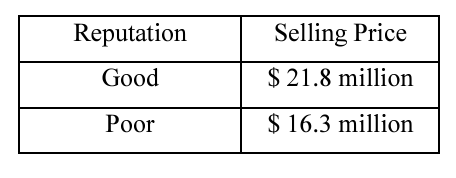 Reputation Selling Price
Good $ 21.8 million
Poor $ 16.3 million